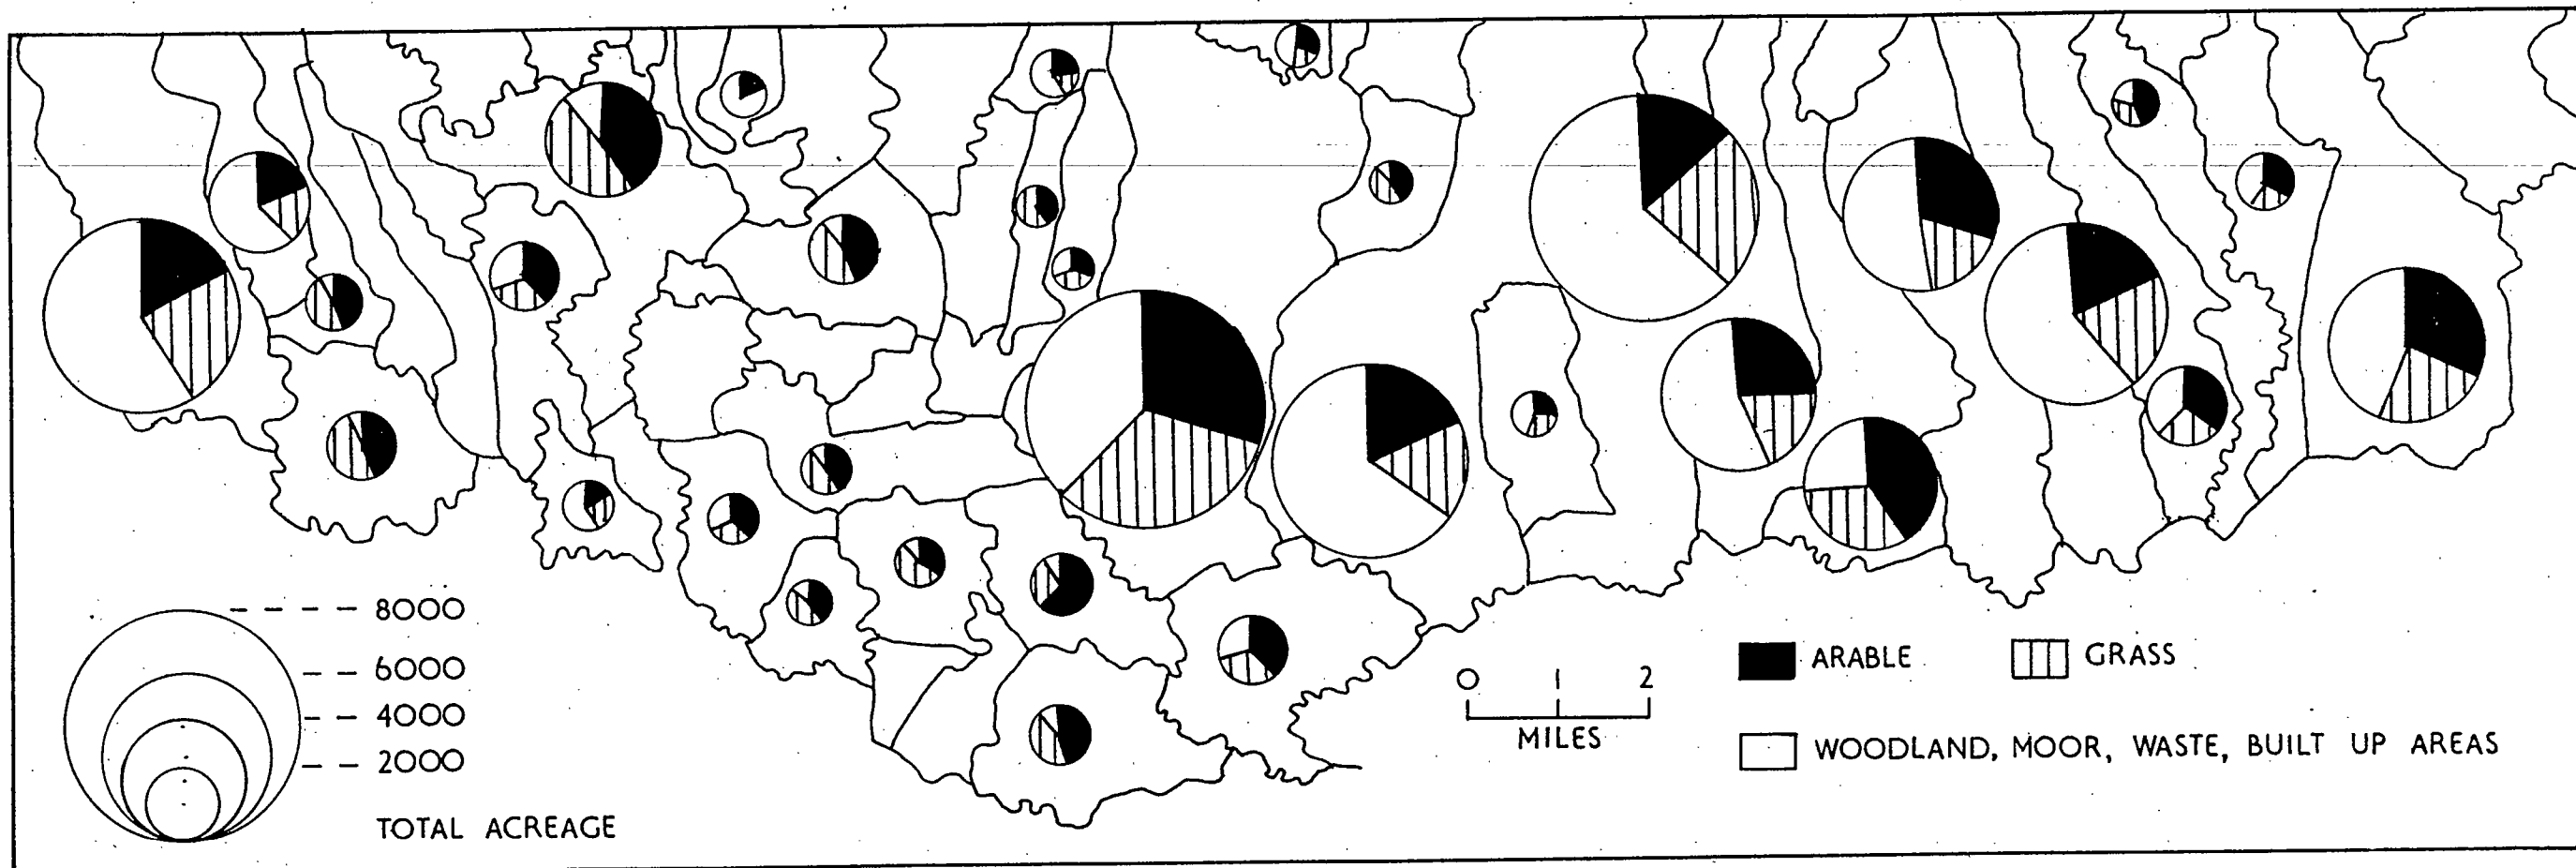 8000
6000
4000
2000
TOTAL ACREAGE
0 1 2
MILES
ARABLE
GRASS
WOODLAND, MOOR, WASTE, BUILT UP AREAS